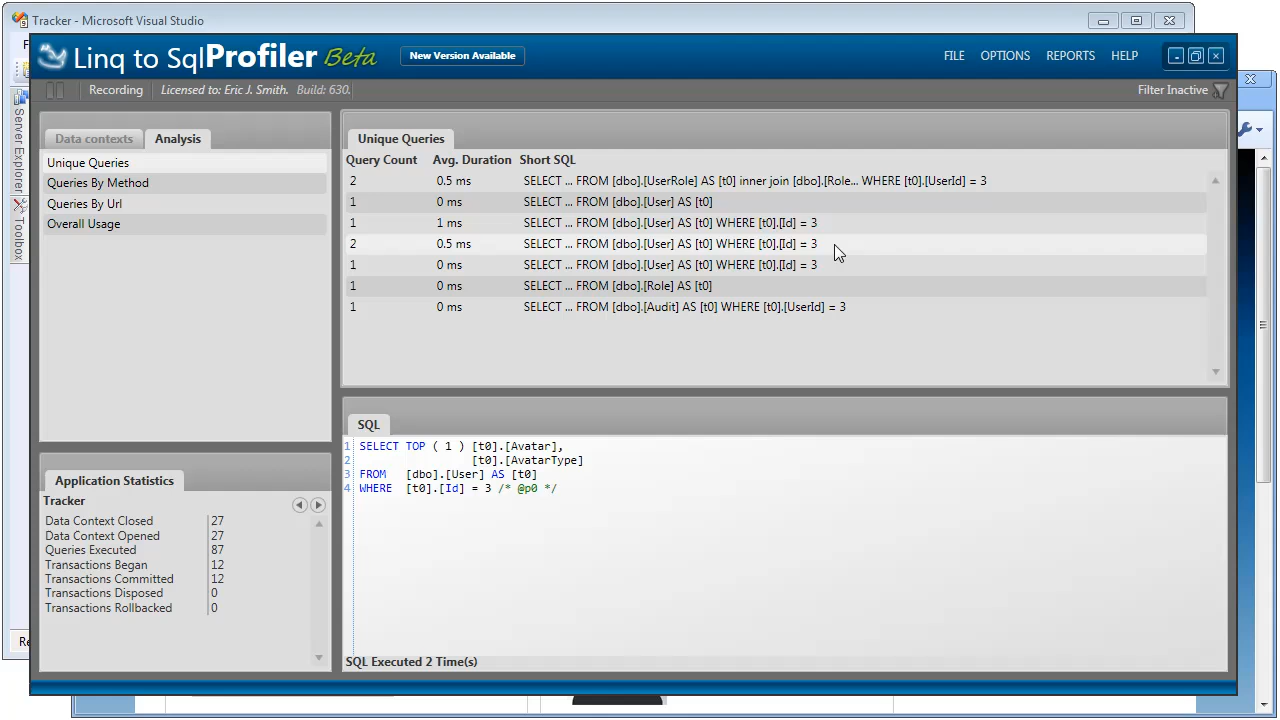 Tracker - Microsoft Visual Studio
Linq to SqlProfiler Beta
New Version Available
FILE OPTIONS REPORTS HELP
Recording
Licensed to: Eric J. Smith. Build: 630.
Filter Inactive
Server Explorer
Toolbox
Data contexts
Analysis
Unique Queries
Queries By Method
Queries By Url
Overall Usage
Unique Queries
Query Count Avg. Duration Short SQL
2 0.5 ms SELECT ... FROM [dbo].[UserRole] AS [t0] inner join [dbo].[Role... WHERE [t0].[UserId] = 3
1 0 ms SELECT ... FROM [dbo].[User] AS [t0]
1 1 ms SELECT ... FROM [dbo].[User] AS [t0] WHERE [t0].[Id] = 3
2 0.5 ms SELECT ... FROM [dbo].[User] AS [t0] WHERE [t0].[Id] = 3
1 0 ms SELECT ... FROM [dbo].[User] AS [t0] WHERE [t0].[Id] = 3
1 0 ms SELECT ... FROM [dbo].[Role] AS [t0]
1 0 ms SELECT ... FROM [dbo].[Audit] AS [t0] WHERE [t0].[UserId] = 3
Application Statistics
Tracker
Data Context Closed 27
Data Context Opened 27
Queries Executed 87
Transactions Began 12
Transactions Committed 12
Transactions Disposed 0
Transactions Rollbacked 0
SQL
1 SELECT TOP ( 1 ) [t0].[Avatar],
2 [t0].[AvatarType]
3 FROM [dbo].[User] AS [t0]
4 WHERE [t0].[Id] = 3 /* @p0 */
SQL Executed 2 Time(s)